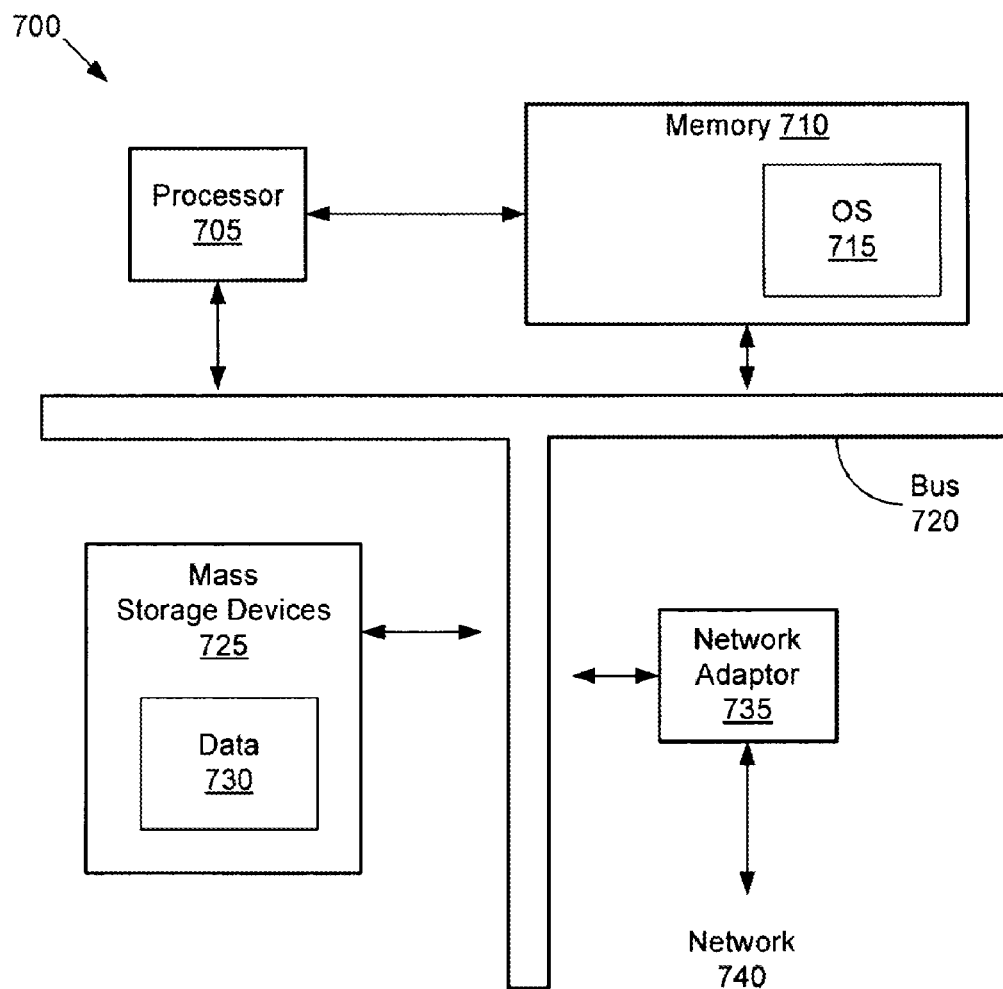 700
Memory 710
Processor
705
OS
715
Bus
720
Mass
Storage Devices
725
Data
730
Network
Adaptor
735
Network
740